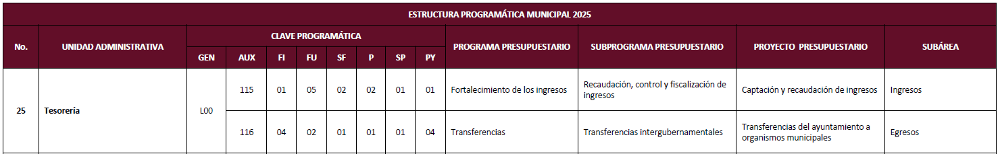 ESTRUCTURA PROGRAMÁTICA MUNICIPAL 2025
No. UNIDAD ADMINISTRATIVA CLAVE PROGRAMÁTICA PROGRAMA PRESUPUESTARIO SUBPROGRAMA PRESUPUESTARIO PROYECTO PRESUPUESTARIO SUBÁREA
GEN AUX FI FU SF P SP PY
25 Tesorería L00 115 01 05 02 02 01 01 Fortalecimiento de los ingresos Recaudación, control y fiscalización de ingresos Captación y recaudación de ingresos Ingresos
116 04 02 01 01 01 04 Transferencias Transferencias intergubernamentales Transferencias del ayuntamiento a organismos municipales Egresos